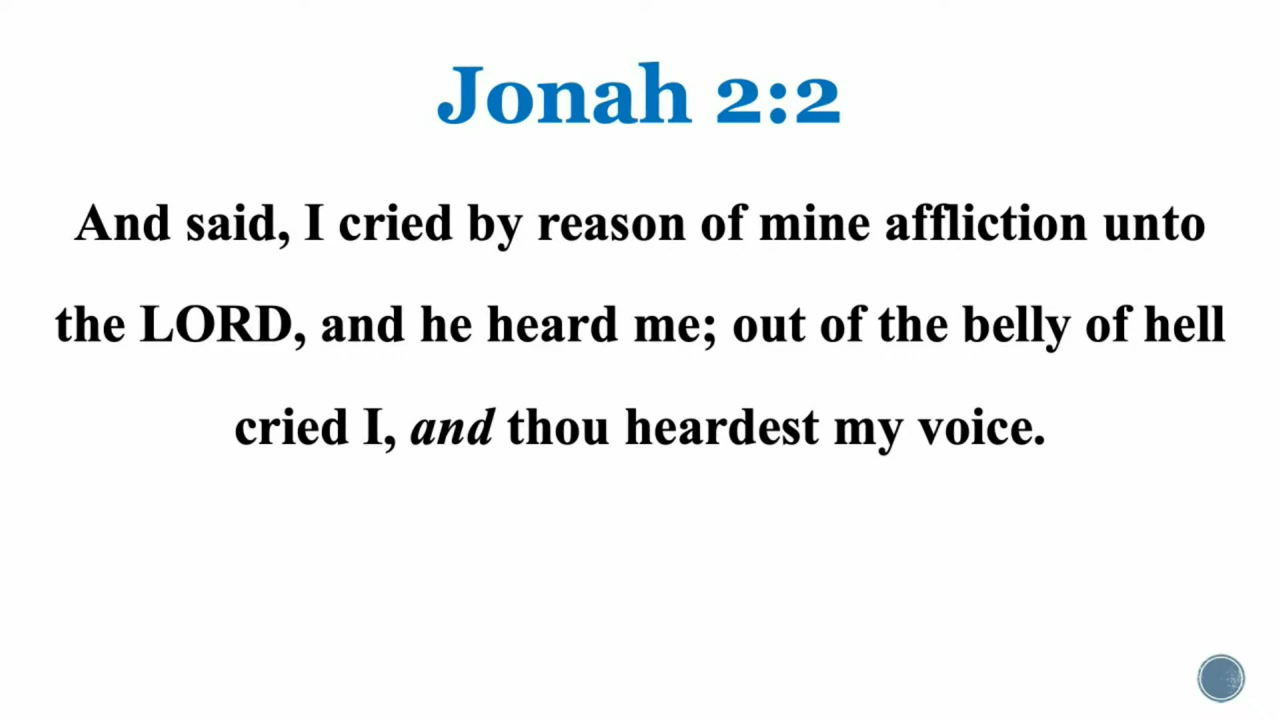 Jonah 2:2
And said, I cried by reason of mine affliction unto
the LORD, and he heard me; out of the belly of hell
cried I, and thou heardest my voice.